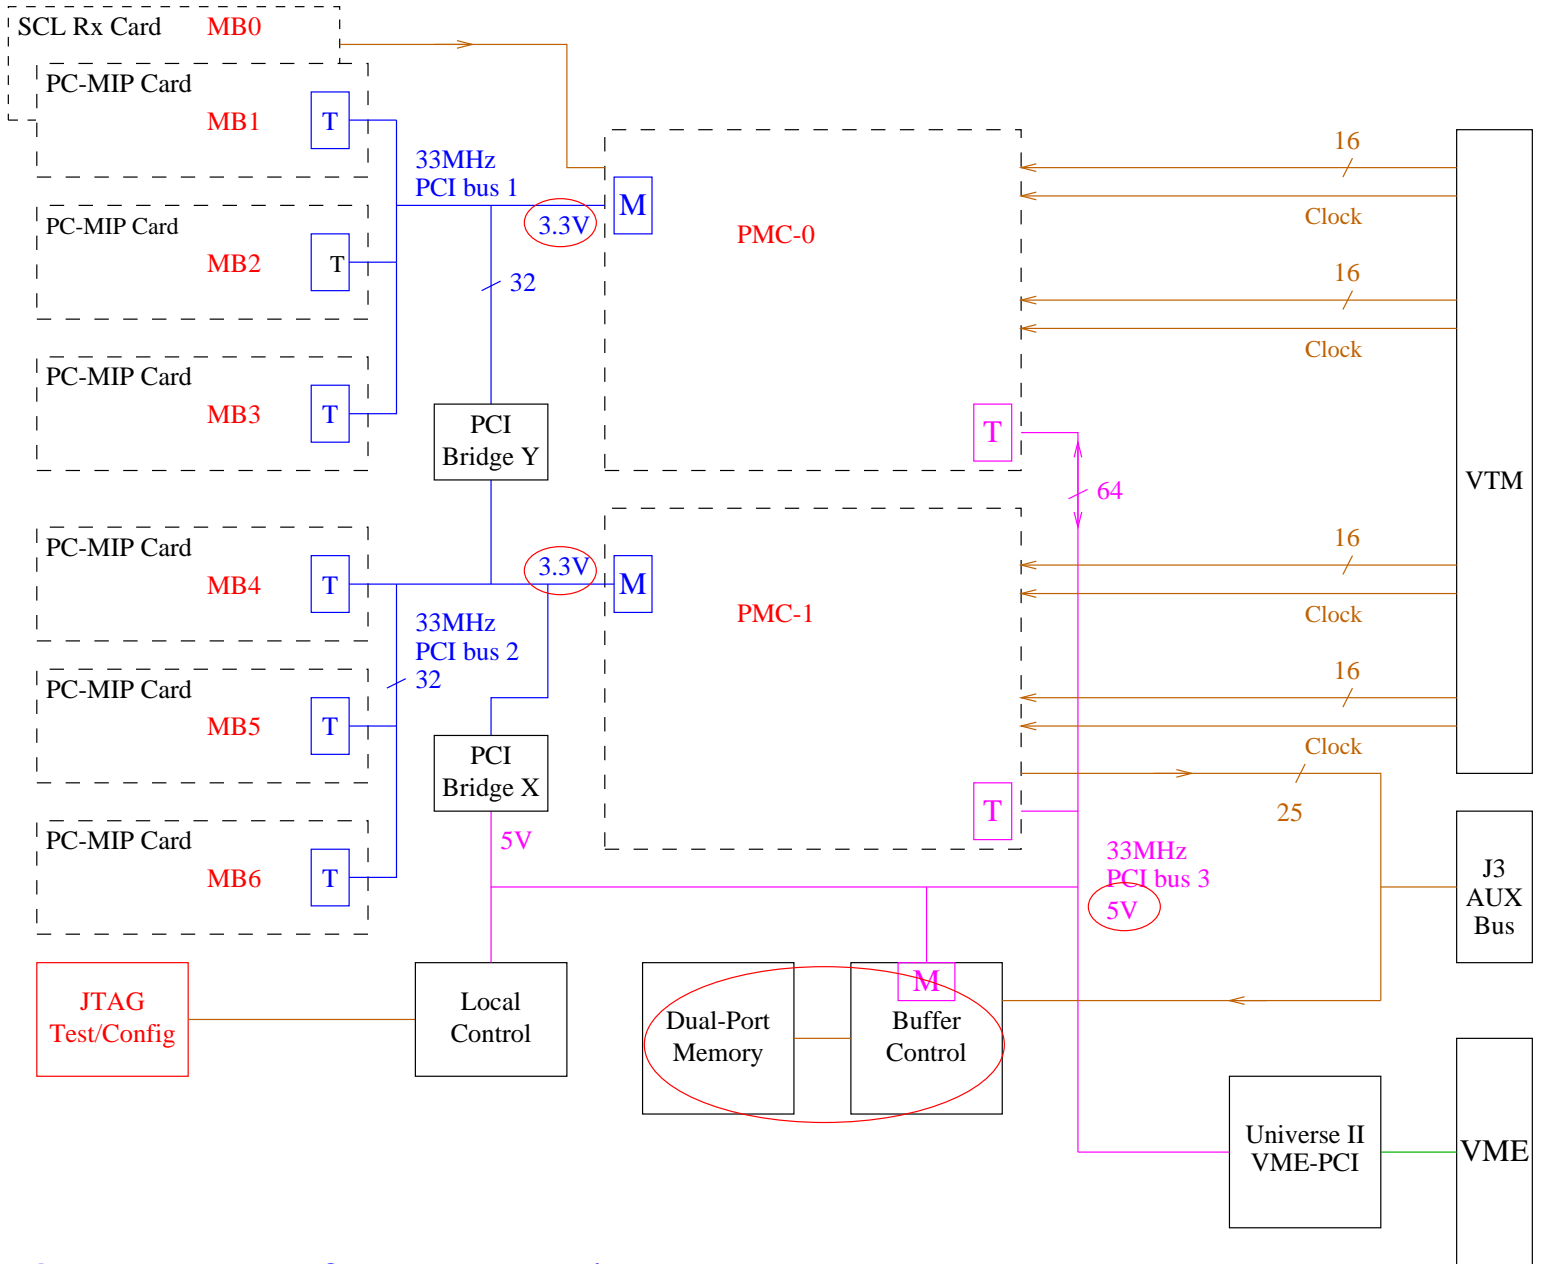 SCL Rx Card MB0
PC-MIP Card
MB1
T
33MHz
PCI bus 1
3.3V
M
PMC-0
16
Clock
PC-MIP Card
MB2
T
32
16
Clock
PC-MIP Card
MB3
T
PCI
Bridge Y
T
64
VTM
PC-MIP Card
MB4
T
3.3V
M
PMC-1
16
Clock
33MHz
PCI bus 2
32
PC-MIP Card
MB5
T
16
Clock
PCI
Bridge X
5V
T
25
PC-MIP Card
MB6
T
33MHz
PCI bus 3
5V
J3
AUX
Bus
JTAG
Test/Config
Local
Control
Dual-Port
Memory
M
Buffer
Control
Universe II
VME-PCI
VME